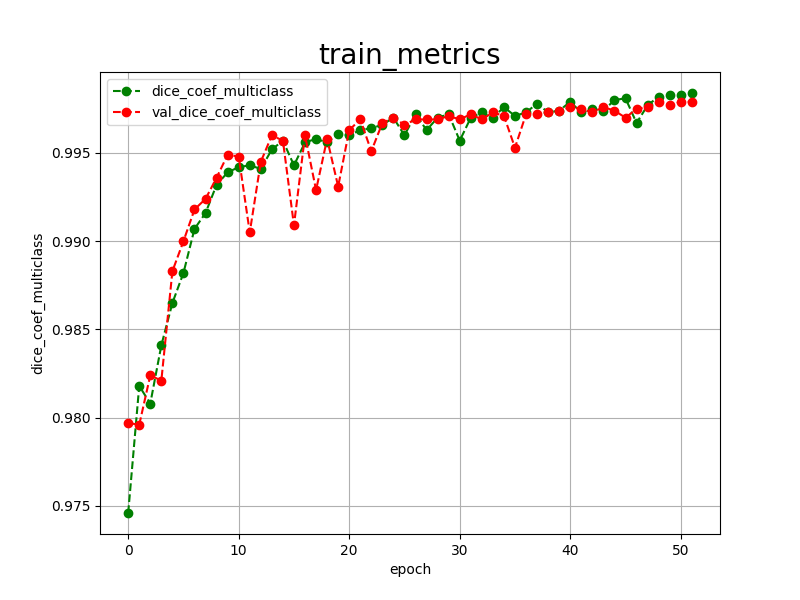 train_metrics
dice_coef_multiclass
val_dice_coef_multiclass
dice_coef_multiclass
0.995
0.990
0.985
0.980
0.975
0 10 20 30 40 50
epoch